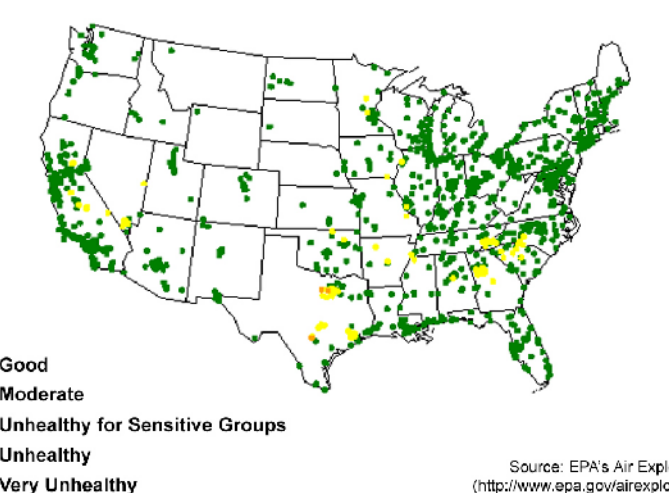 Good
Moderate
Unhealthy for Sensitive Groups
Unhealthy
Very Unhealthy
Source: EPA's Air Expl
(http://www.epa.gov/airexplo